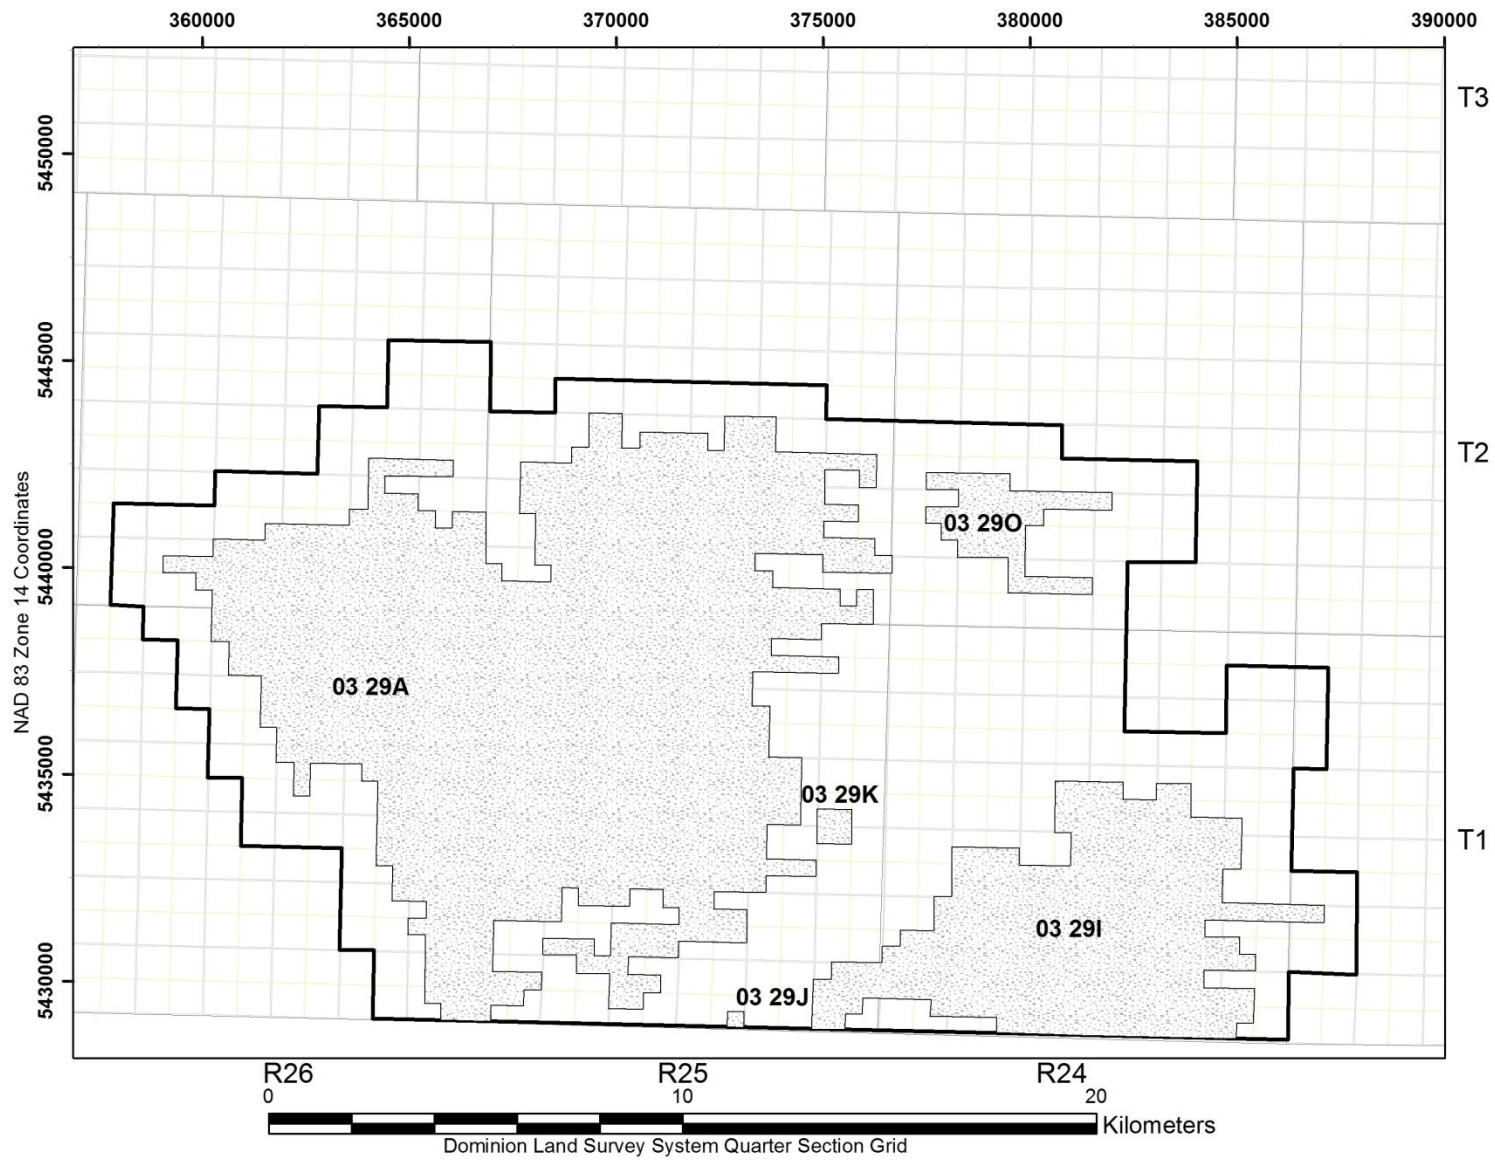 360000 365000 370000 375000 380000 385000 390000
T3
5450000
5445000
T2
03 29O
5440000
NAD 83 Zone 14 Coordinates
03 29A
5435000
03 29K
T1
03 29I
5430000
03 29J
R26 R25 R24
0 10 20
Kilometers
Dominion Land Survey System Quarter Section Grid